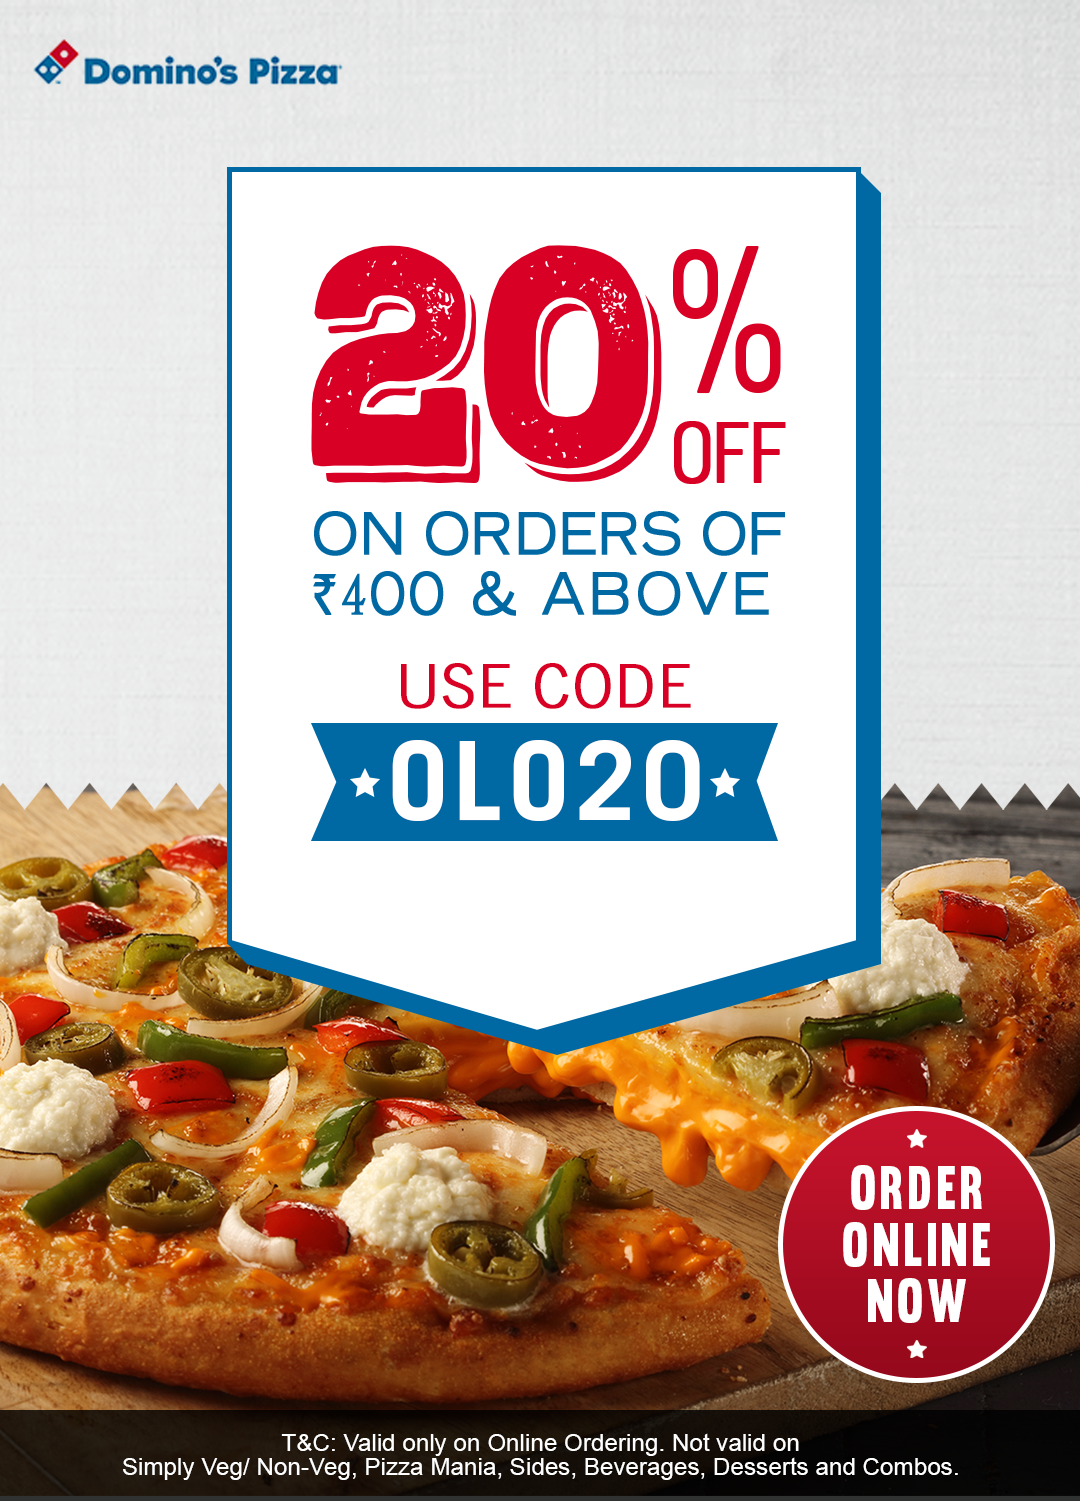 Domino's Pizza
20% OFF
ON ORDERS OF
₹400 & ABOVE
USE CODE
OLO20
ORDER
ONLINE
NOW
T&C: Valid only on Online Ordering. Not valid on
Simply Veg/ Non-Veg, Pizza Mania, Sides, Beverages, Desserts and Combos.